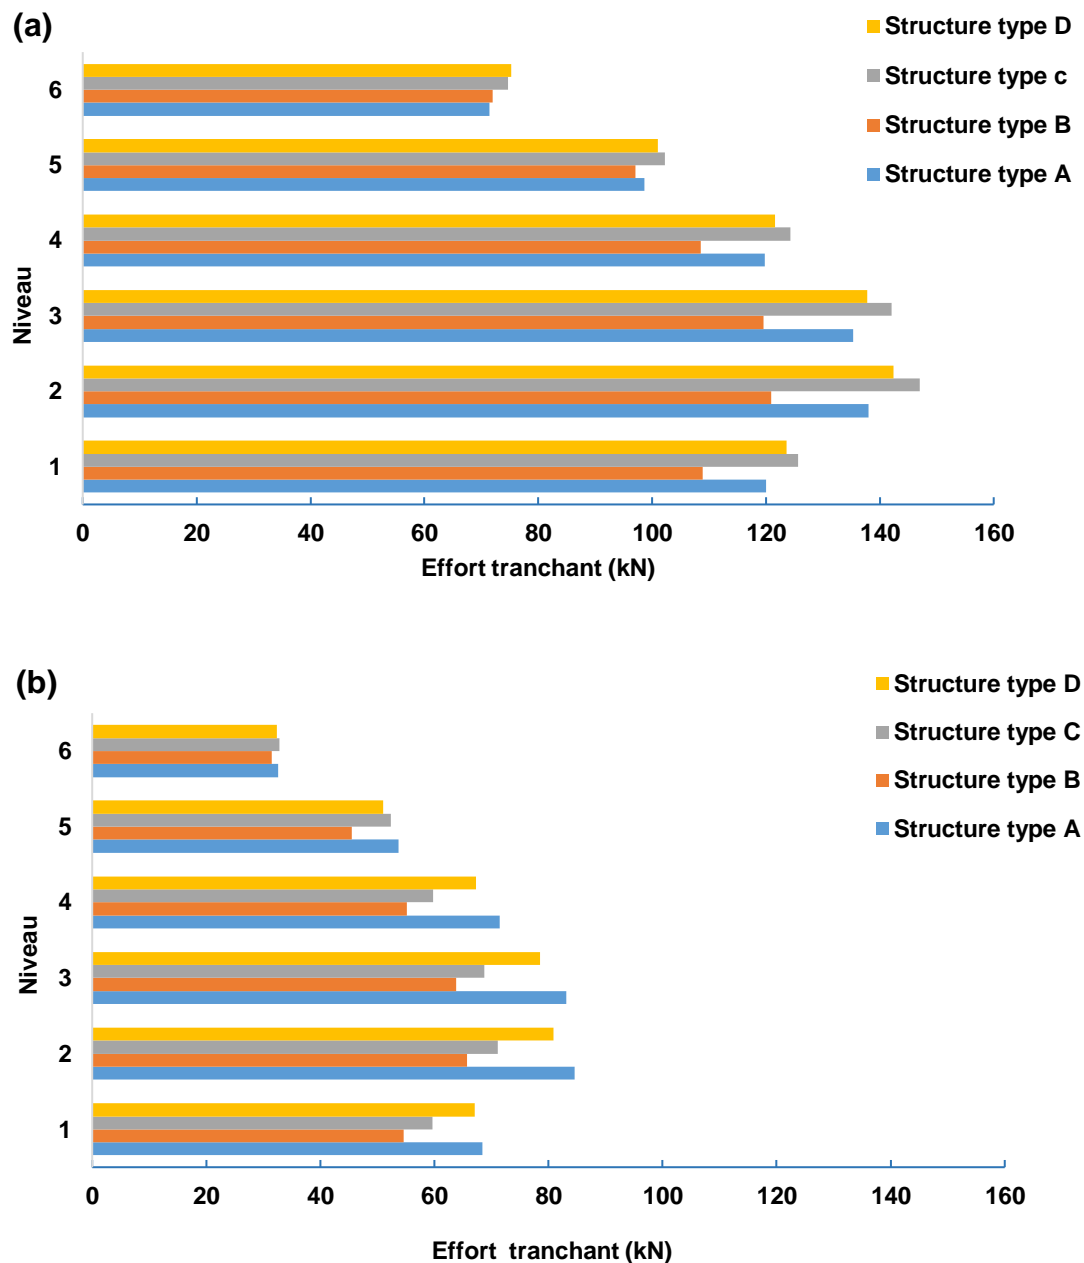 (a)
Structure type D
Structure type c
Structure type B
Structure type A
6
5
4
3
2
1
Niveau
0 20 40 60 80 100 120 140 160
Effort tranchant (kN)
(b)
Structure type D
Structure type C
Structure type B
Structure type A
6
5
4
3
2
1
Niveau
0 20 40 60 80 100 120 140 160
Effort tranchant (kN)